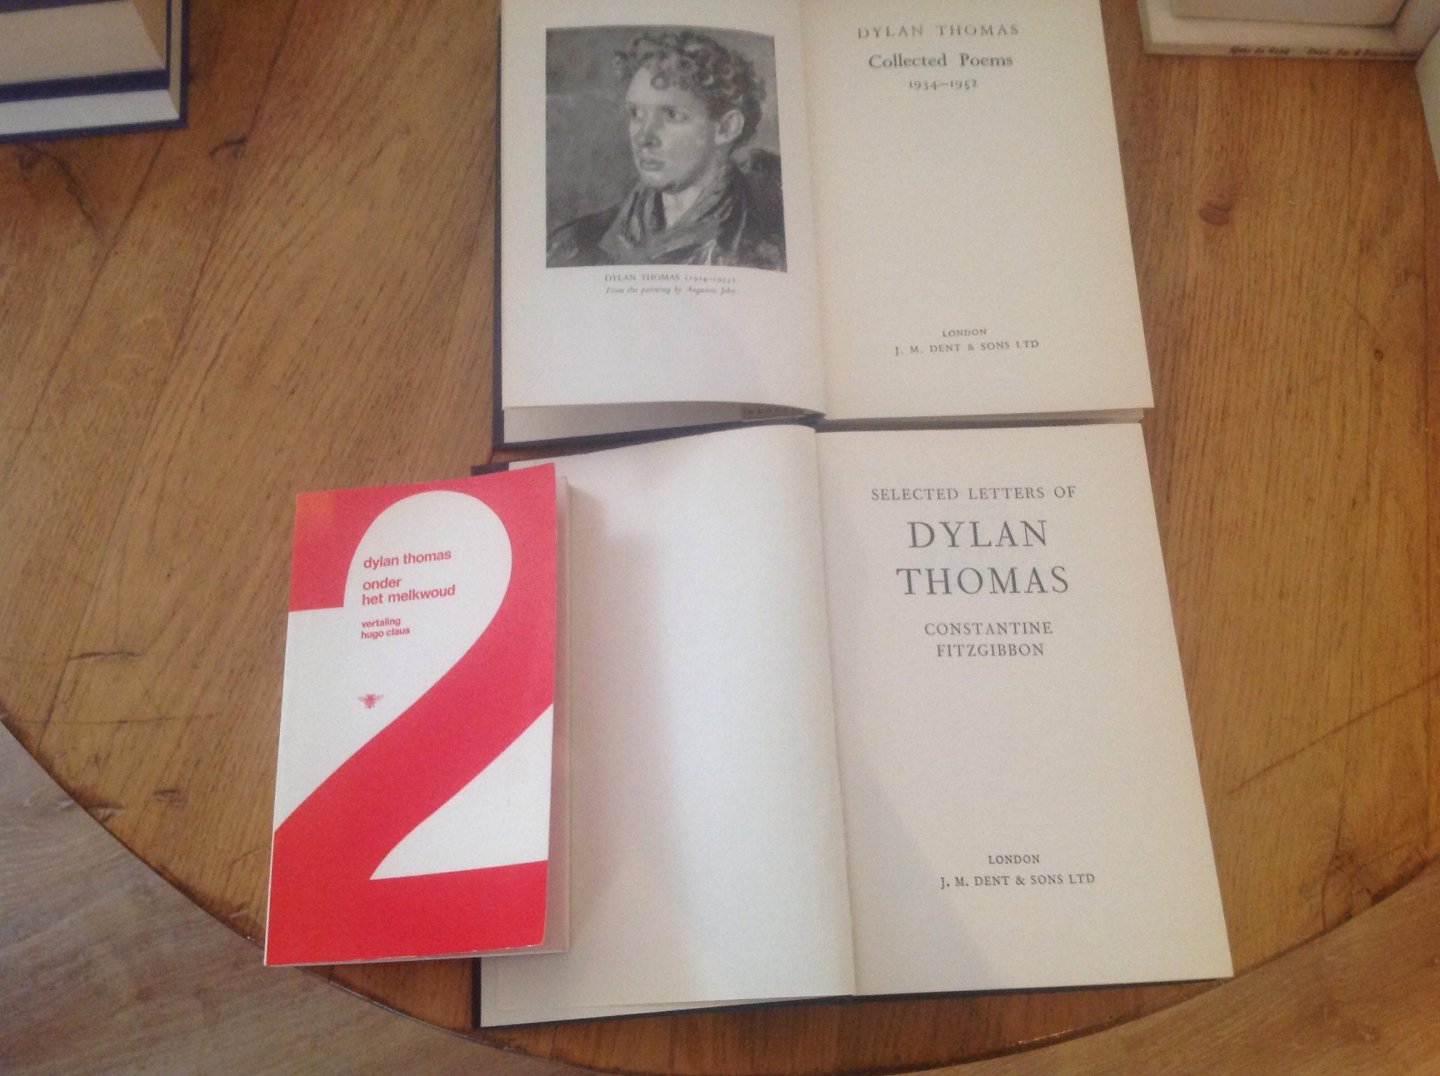 DYLAN THOMAS
Collected Poems
1934–1952
DYLAN THOMAS (1914–1953)
From the painting by Augustus John.
LONDON
J. M. DENT & SONS LTD
SELECTED LETTERS OF
DYLAN
THOMAS
CONSTANTINE
FITZGIBBON
LONDON
J. M. DENT & SONS LTD
2
dylan thomas
onder
het melkwoud
vertaling
hugo claus